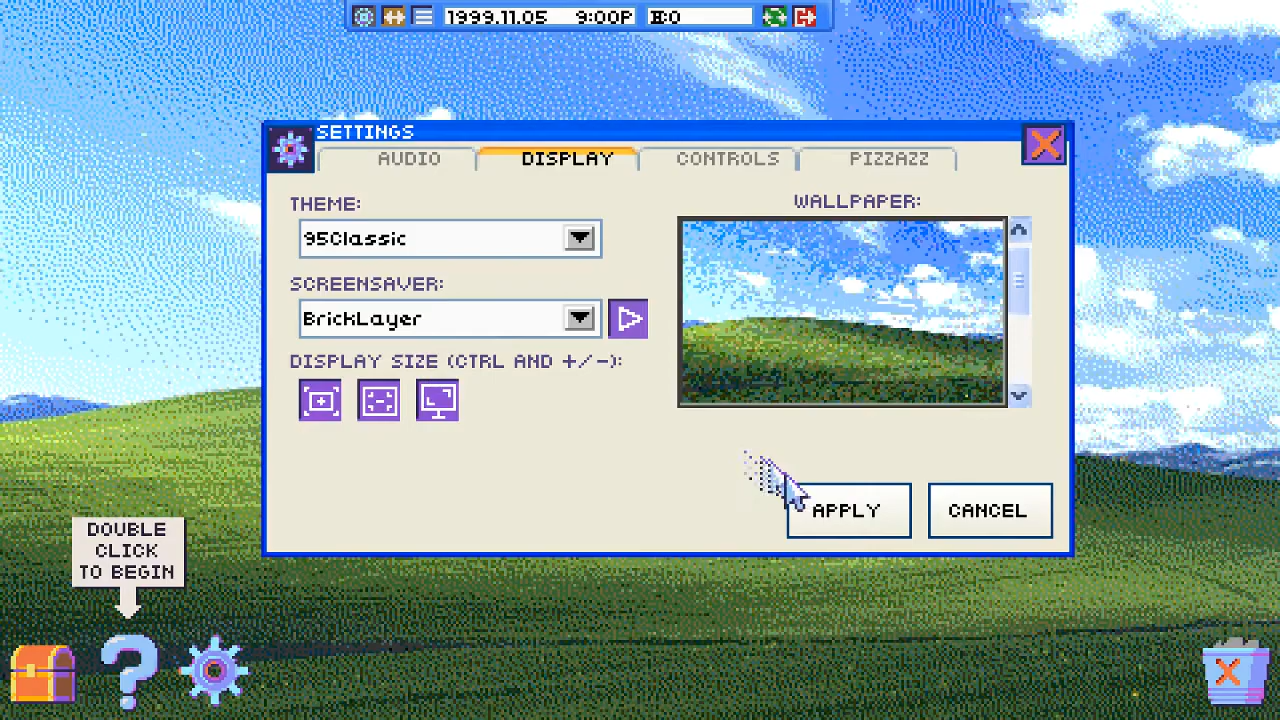 1999.11.05 9:00P :0
SETTINGS
AUDIO DISPLAY CONTROLS PIZZAZZ
THEME:
95Classic
SCREENSAVER:
BrickLayer
DISPLAY SIZE (CTRL AND +/-):
WALLPAPER:
APPLY CANCEL
DOUBLE
CLICK
TO BEGIN